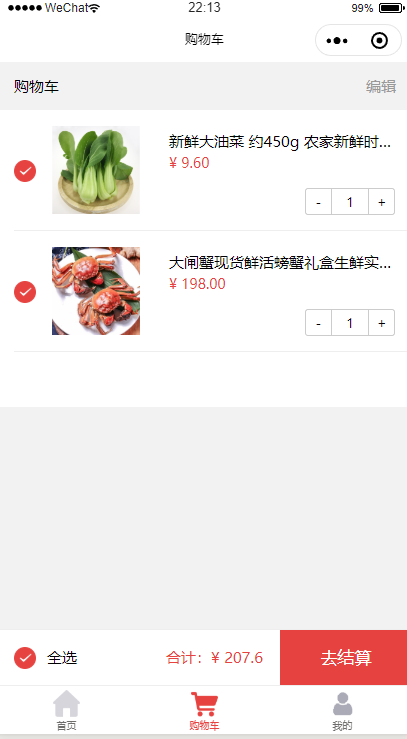 WeChat
22:13
99%
购物车
购物车
编辑
新鲜大油菜 约450g 农家新鲜时...
¥ 9.60
- 1 +
大闸蟹现货鲜活螃蟹礼盒生鲜实...
¥ 198.00
- 1 +
全选
合计：¥ 207.6
去结算
首页
购物车
我的